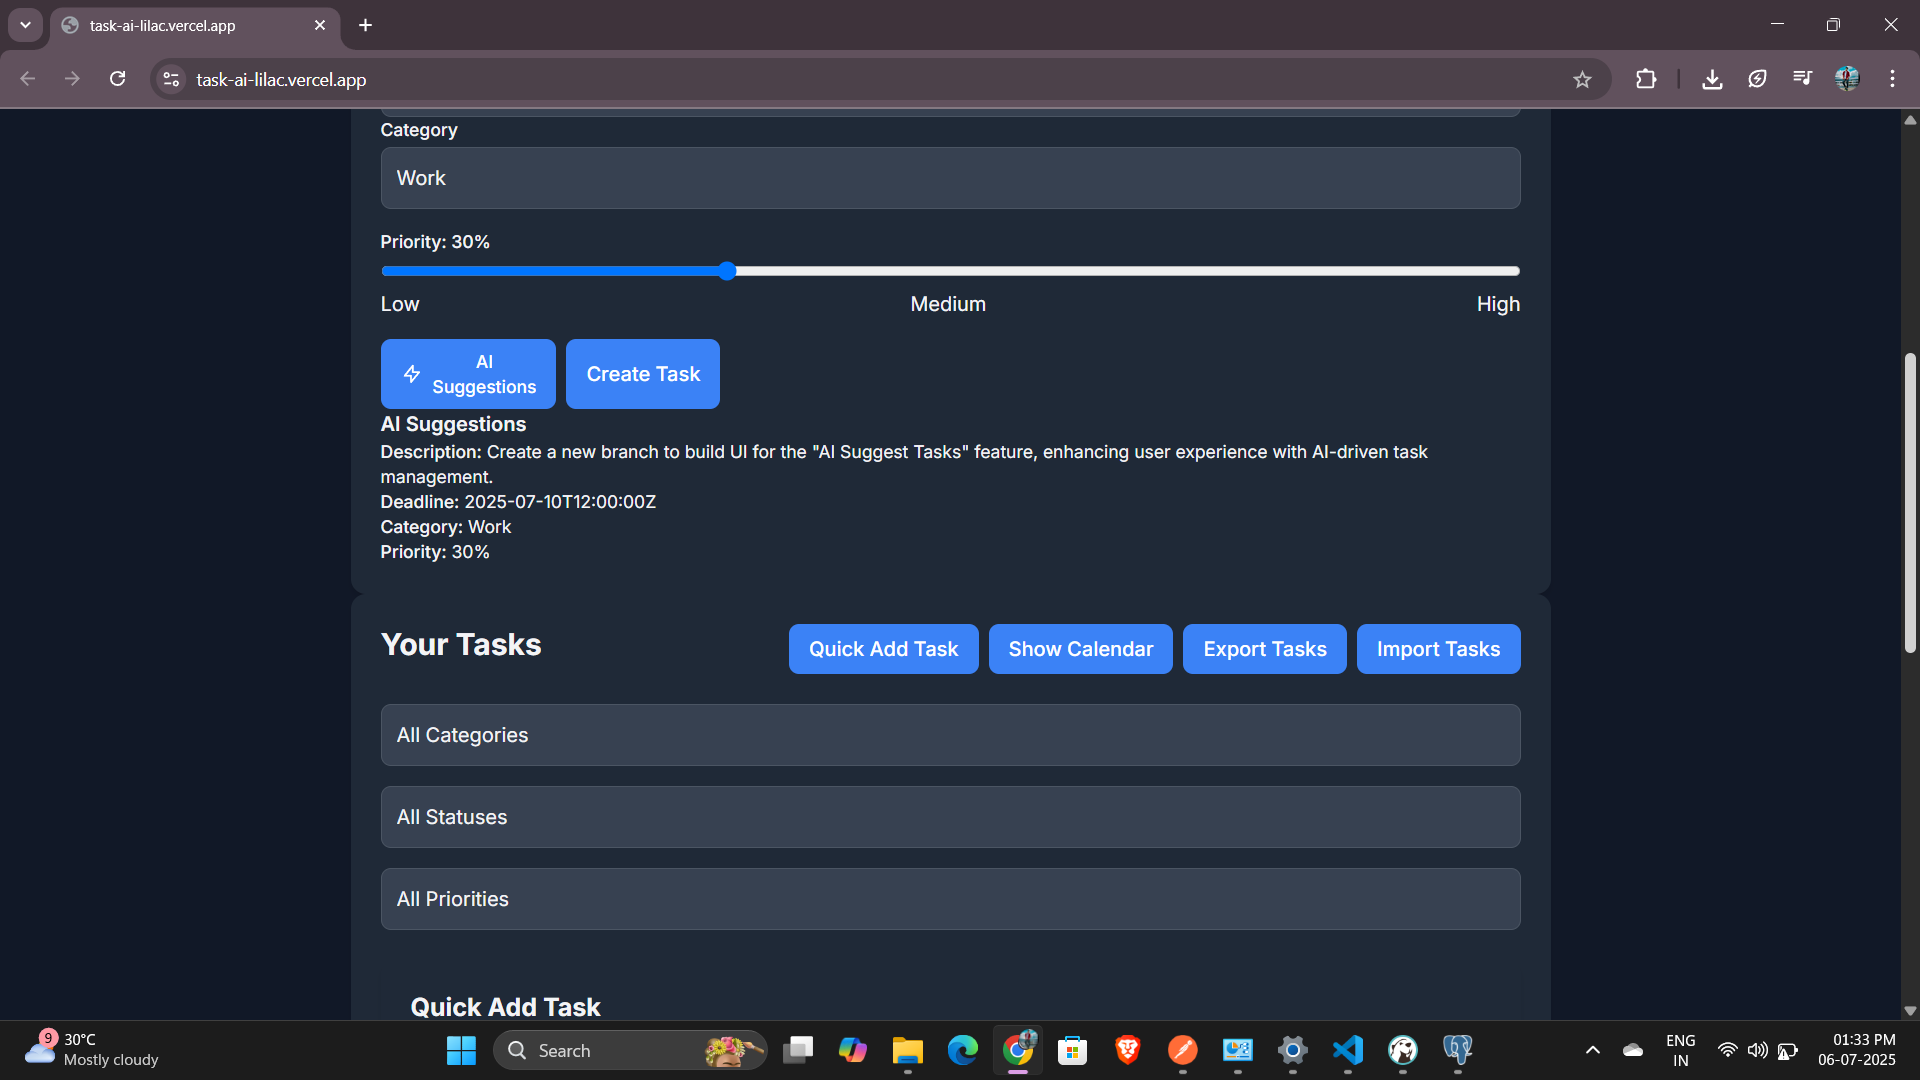 task-ai-lilac.vercel.app
task-ai-lilac.vercel.app
Category
Work
Priority: 30%
Low Medium High
AI Suggestions
Create Task
AI Suggestions
Description: Create a new branch to build UI for the "AI Suggest Tasks" feature, enhancing user experience with AI-driven task
management.
Deadline: 2025-07-10T12:00:00Z
Category: Work
Priority: 30%
Your Tasks
Quick Add Task
Show Calendar
Export Tasks
Import Tasks
All Categories
All Statuses
All Priorities
Quick Add Task
9
30°C
Mostly cloudy
Search
ENG
IN
01:33 PM
06-07-2025